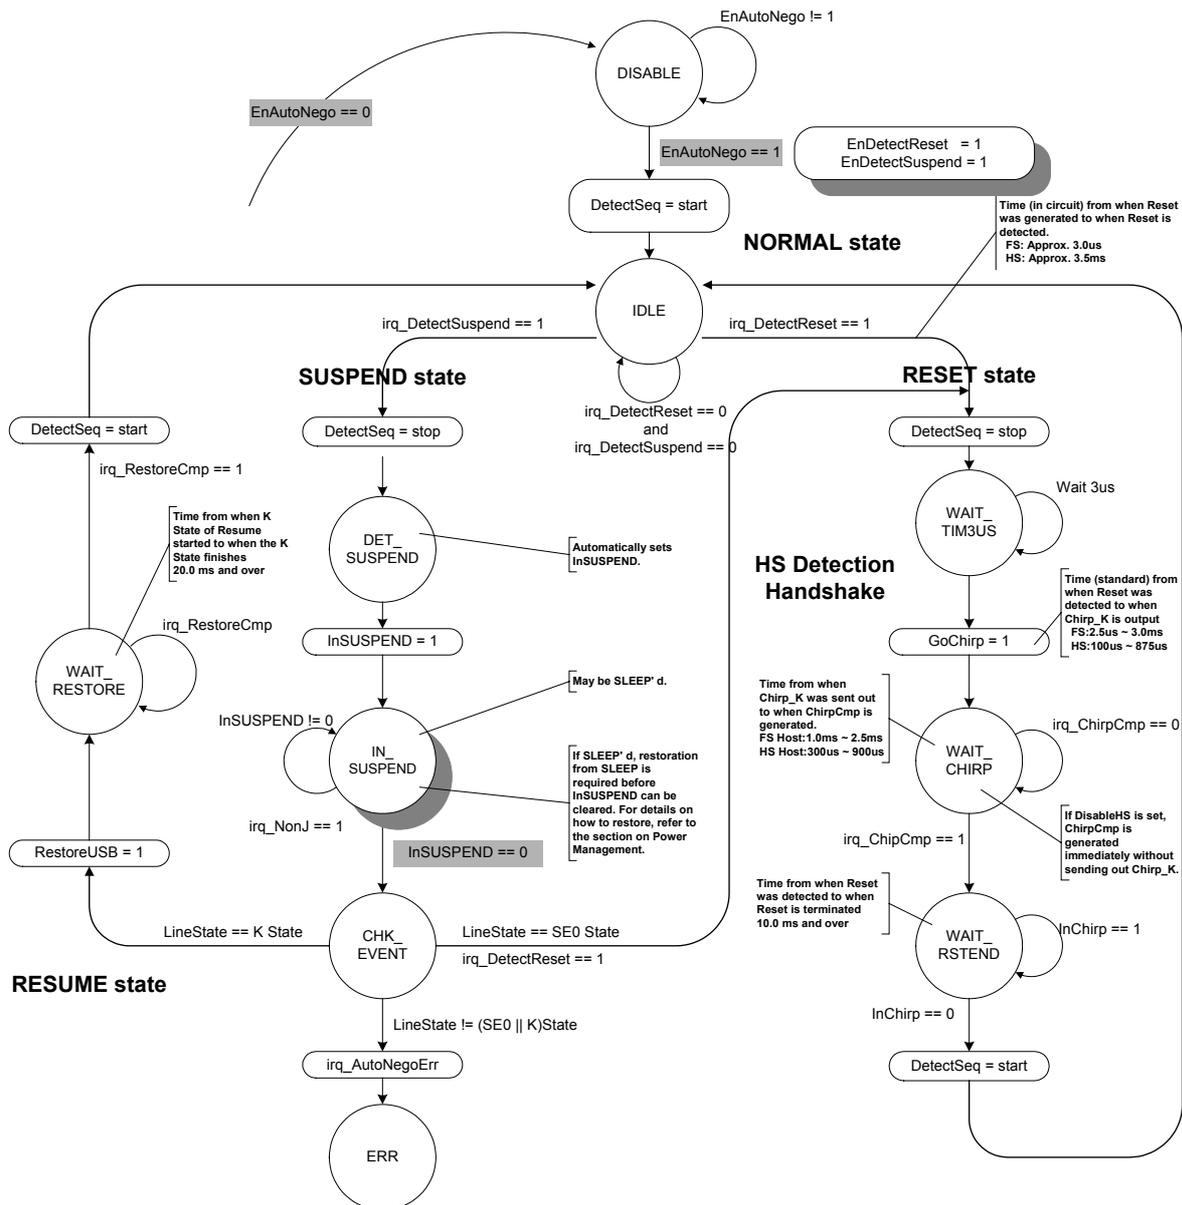 EnAutoNego != 1
DISABLE
EnAutoNego == 0
EnAutoNego == 1
EnDetectReset = 1
EnDetectSuspend = 1
DetectSeq = start
Time (in circuit) from when Reset
was generated to when Reset is
detected.
FS: Approx. 3.0us
HS: Approx. 3.5ms
NORMAL state
IDLE
irq_DetectSuspend == 1
irq_DetectReset == 1
SUSPEND state
RESET state
irq_DetectReset == 0
and
irq_DetectSuspend == 0
DetectSeq = start
DetectSeq = stop
DetectSeq = stop
irq_RestoreCmp == 1
Wait 3us
Time from when K
State of Resume
started to when the K
State finishes
20.0 ms and over
DET_
SUSPEND
Automatically sets
InSUSPEND.
WAIT_
TIM3US
HS Detection
Handshake
Time (standard) from
when Reset was
detected to when
Chirp_K is output
FS:2.5us ~ 3.0ms
HS:100us ~ 875us
irq_RestoreCmp
InSUSPEND = 1
GoChirp = 1
WAIT_
RESTORE
May be SLEEP' d.
Time from when
Chirp_K was sent out
to when ChirpCmp is
generated.
FS Host:1.0ms ~ 2.5ms
HS Host:300us ~ 900us
InSUSPEND != 0
irq_ChirpCmp == 0
IN_
SUSPEND
If SLEEP' d, restoration
from SLEEP is
required before
InSUSPEND can be
cleared. For details on
how to restore, refer to
the section on Power
Management.
WAIT_
CHIRP
irq_NonJ == 1
If DisableHS is set,
ChirpCmp is
generated
immediately without
sending out Chirp_K.
RestoreUSB = 1
InSUSPEND == 0
irq_ChipCmp == 1
Time from when Reset
was detected to when
Reset is terminated
10.0 ms and over
LineState == K State
CHK_
EVENT
LineState == SE0 State
irq_DetectReset == 1
WAIT_
RSTEND
InChirp == 1
RESUME state
InChirp == 0
LineState != (SE0 || K)State
irq_AutoNegoErr
DetectSeq = start
ERR